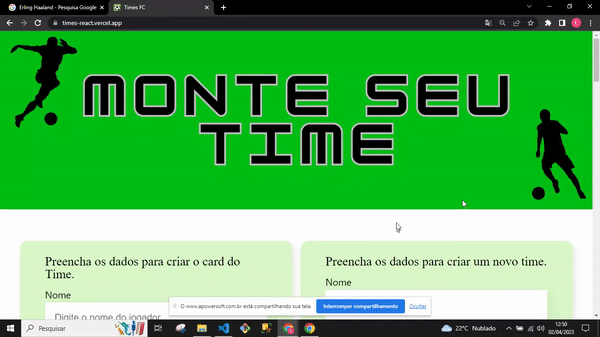 Erling Haaland - Pesquisa Google
Times FC
times-react.vercel.app
MONTE SEU
TIME
Preencha os dados para criar o card do
Time.
Nome
Digite o nome do jogador
Preencha os dados para criar um novo time.
Nome
O www.apowersoft.com.br está compartilhando sua tela.
Interromper compartilhamento
Ocultar
Pesquisar
22°C Nublado
12:50
02/04/2023